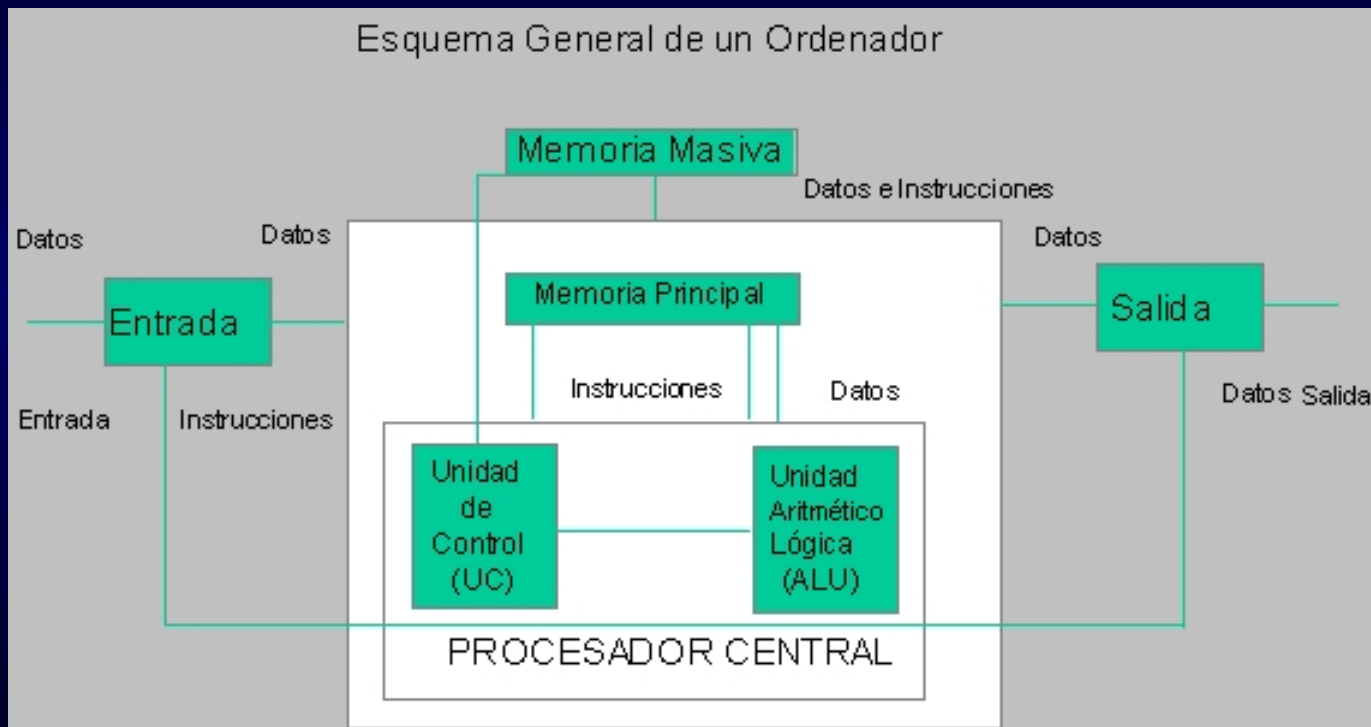 Esquema General de un Ordenador
Memoria Masiva
Datos e Instrucciones
Datos
Datos
Datos
Entrada
Memoria Principal
Salida
Instrucciones
Datos
Datos Salida
Entrada
Instrucciones
Unidad
de
Control
(UC)
Unidad
Aritmético
Lógica
(ALU)
PROCESADOR CENTRAL